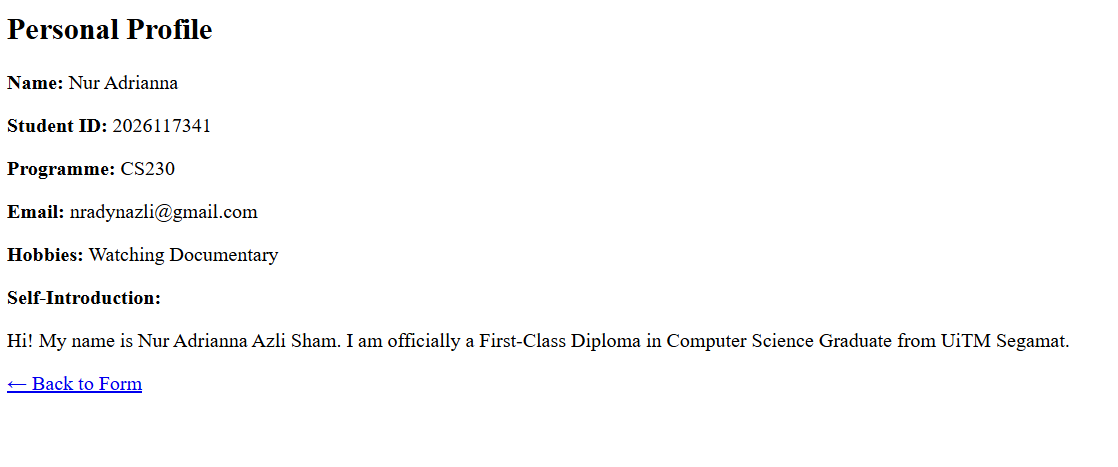 Personal Profile
Name: Nur Adrianna
Student ID: 2026117341
Programme: CS230
Email: nradynazli@gmail.com
Hobbies: Watching Documentary
Self-Introduction:
Hi! My name is Nur Adrianna Azli Sham. I am officially a First-Class Diploma in Computer Science Graduate from UiTM Segamat.
← Back to Form